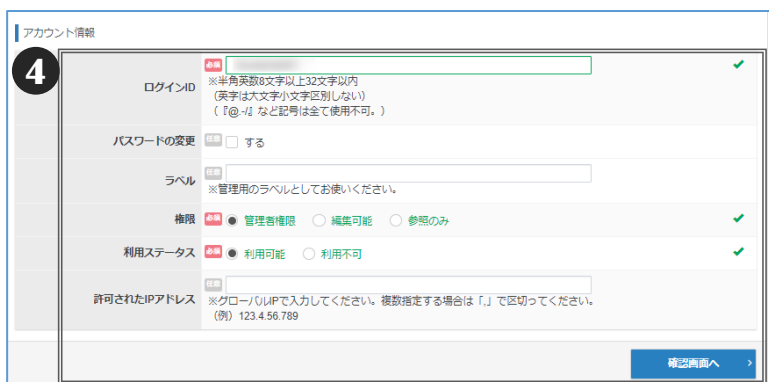 アカウント情報
4
必須
ログインID
※半角英数8文字以上32文字以内
(英字は大文字小文字区別しない)
(『@.-/』など記号は全て使用不可。)
パスワードの変更 任意 する
ラベル 任意
※管理用のラベルとしてお使いください。
権限 必須 管理者権限 編集可能 参照のみ
利用ステータス 必須 利用可能 利用不可
任意
許可されたIPアドレス ※グローバルIPで入力してください。複数指定する場合は「,」で区切ってください。
(例) 123.4.56.789
確認画面へ